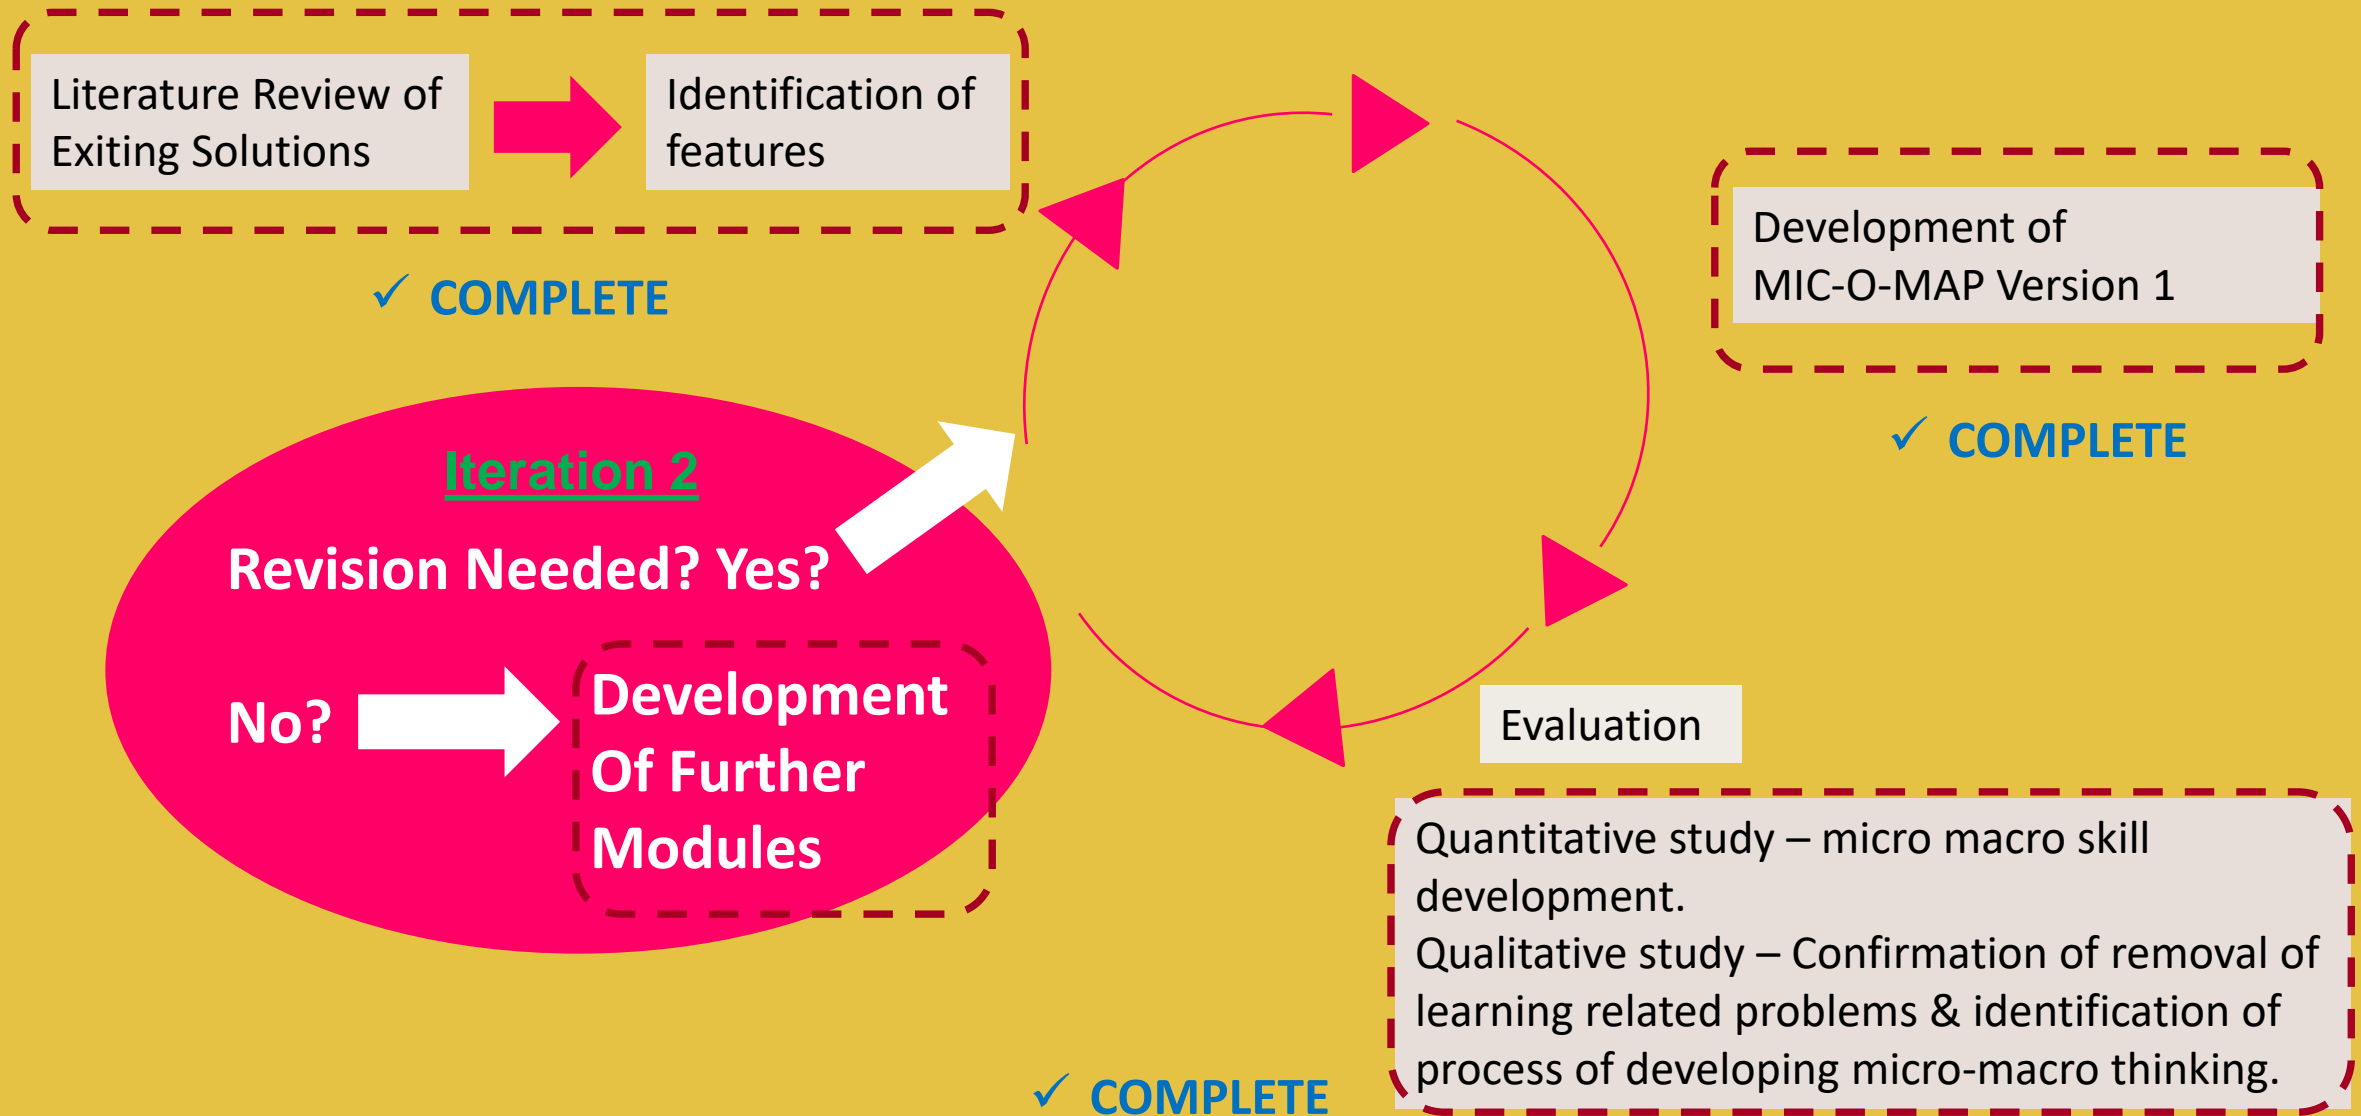 Literature Review of
Exiting Solutions
Identification of
features
✓ COMPLETE
Development of
MIC-O-MAP Version 1
✓ COMPLETE
Evaluation
Quantitative study – micro macro skill
development.
Qualitative study – Confirmation of removal of
learning related problems & identification of
process of developing micro-macro thinking.
✓ COMPLETE
Iteration 2
Revision Needed? Yes?
No?
Development
Of Further
Modules